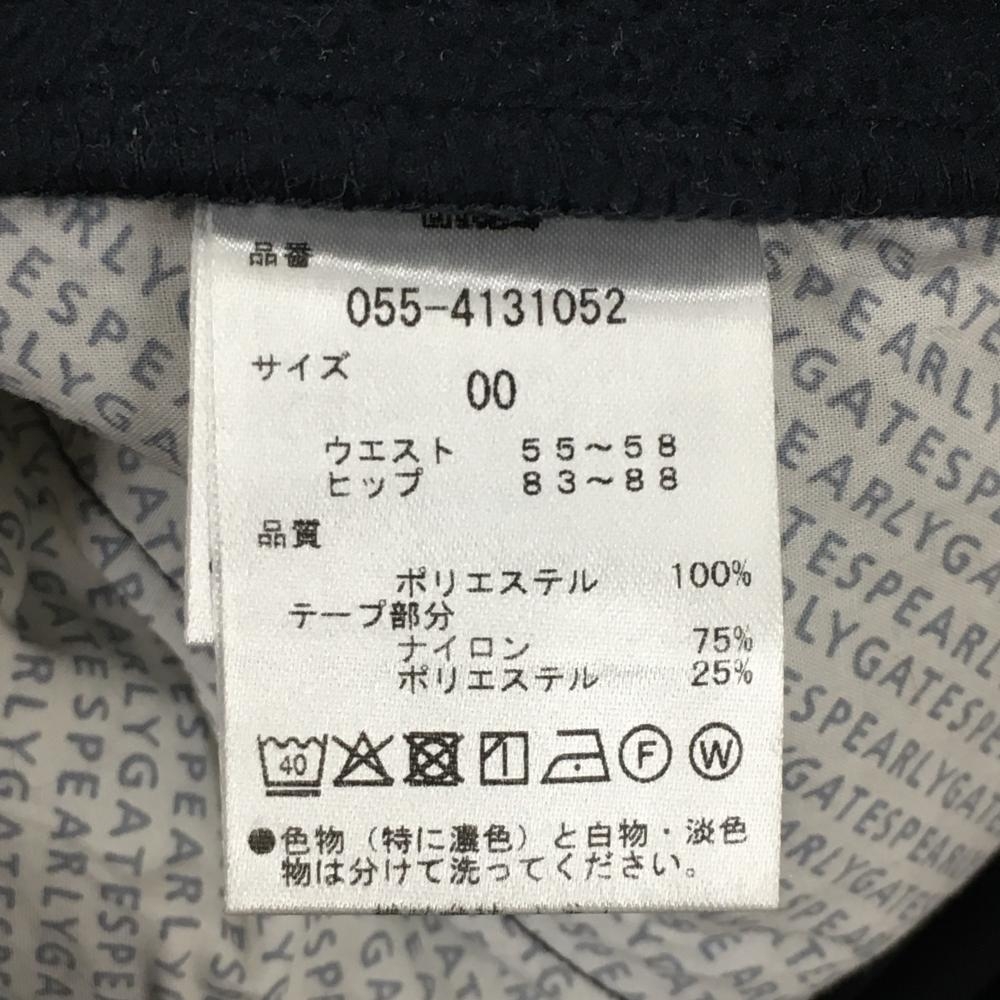 品番
055-4131052
サイズ
00
ウエスト 55～58
ヒップ 83～88
品質
ポリエステル 100%
テープ部分
ナイロン 75%
ポリエステル 25%
40
F
W
●色物（特に濃色）と白物・淡色
物は分けて洗ってください。
PEARLYGATES